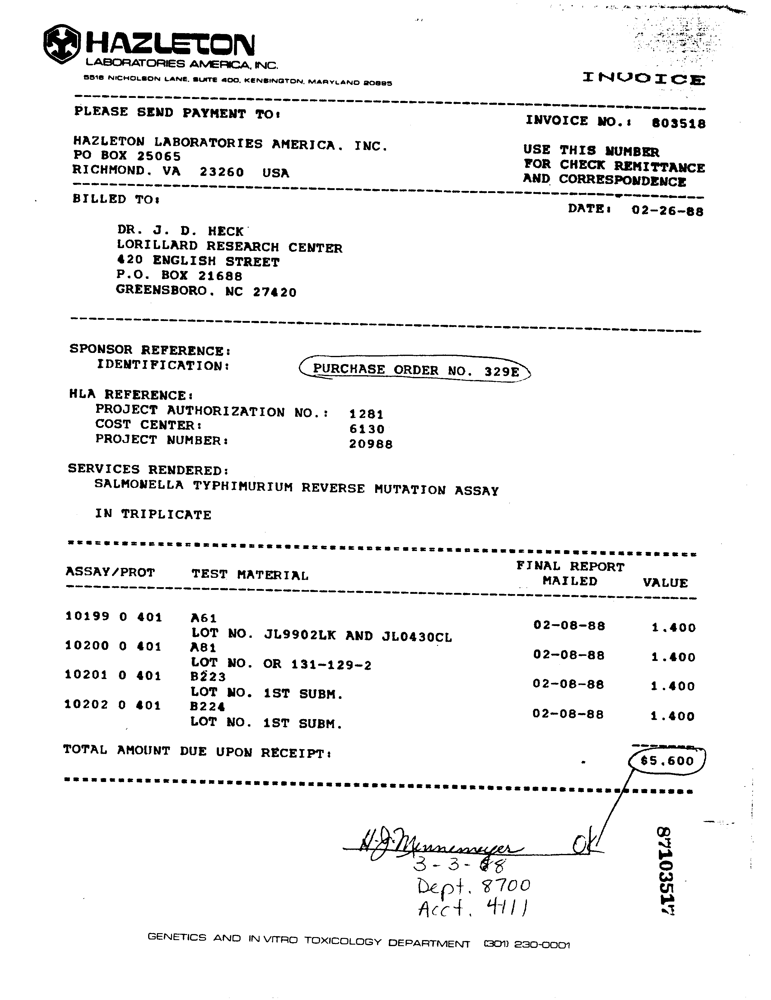 HAZLETON
LABORATORIES AMERICA, INC.
5516 NICHOLSON LANE, SUITE 400, KENSINGTON, MARYLAND 20895
INVOICE
PLEASE SEND PAYMENT TO:
INVOICE NO.: 803518
HAZLETON LABORATORIES AMERICA. INC.
PO BOX 25065
RICHMOND. VA 23260 USA
USE THIS NUMBER
FOR CHECK REMITTANCE
AND CORRESPONDENCE
BILLED TO:
DATE: 02-26-88
DR. J. D. HECK
LORILLARD RESEARCH CENTER
420 ENGLISH STREET
P.O. BOX 21688
GREENSBORO. NC 27420
SPONSOR REFERENCE:
IDENTIFICATION: PURCHASE ORDER NO. 329E
HLA REFERENCE:
PROJECT AUTHORIZATION NO.: 1281
COST CENTER: 6130
PROJECT NUMBER: 20988
SERVICES RENDERED:
SALMONELLA TYPHIMURIUM REVERSE MUTATION ASSAY
IN TRIPLICATE
ASSAY/PROT TEST MATERIAL FINAL REPORT MAILED VALUE
10199 0 401 A61
LOT NO. JL9902LK AND JL0430CL 02-08-88 1.400
10200 0 401 A81
LOT NO. OR 131-129-2 02-08-88 1.400
10201 0 401 B223
LOT NO. 1ST SUBM. 02-08-88 1.400
10202 0 401 B224
LOT NO. 1ST SUBM. 02-08-88 1.400
TOTAL AMOUNT DUE UPON RECEIPT: $5.600
H.J. Minnemeyer OK
3-3-88
Dept. 8700
Acct. 4111
87103517
GENETICS AND IN VITRO TOXICOLOGY DEPARTMENT (301) 230-0001